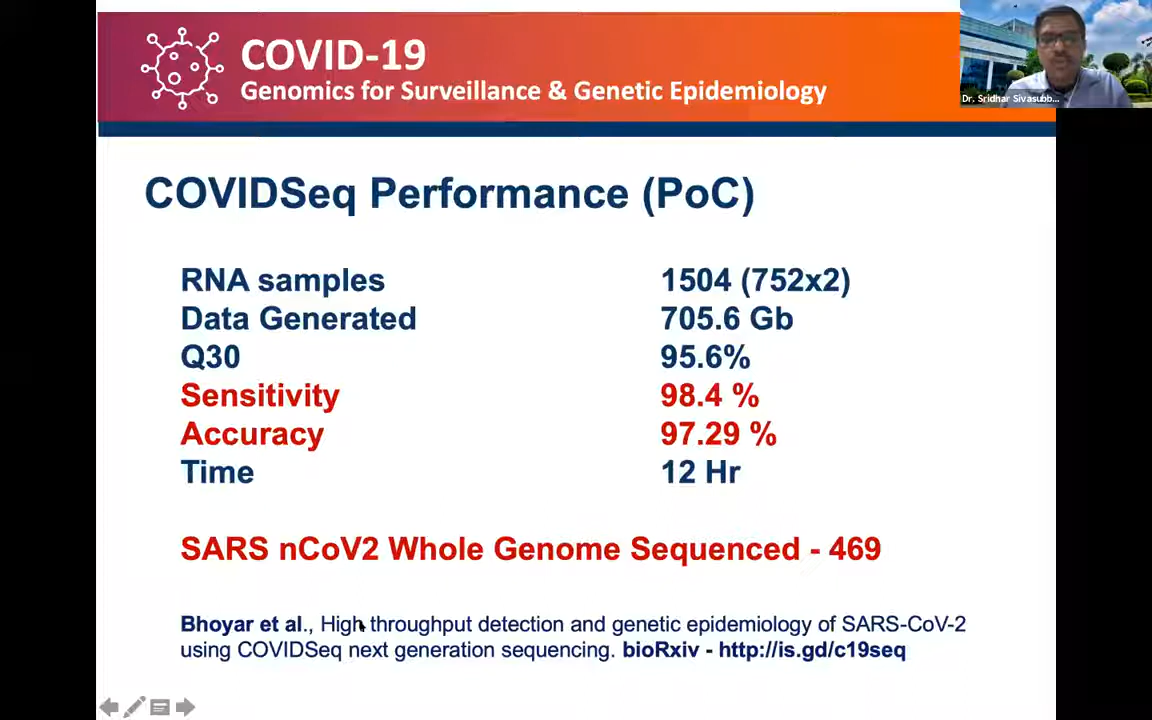 COVID-19
Genomics for Surveillance & Genetic Epidemiology
Dr. Sridhar Sivasubb...
COVIDSeq Performance (PoC)
RNA samples 1504 (752x2)
Data Generated 705.6 Gb
Q30 95.6%
Sensitivity 98.4 %
Accuracy 97.29 %
Time 12 Hr
SARS nCoV2 Whole Genome Sequenced - 469
Bhoyar et al., High throughput detection and genetic epidemiology of SARS-CoV-2
using COVIDSeq next generation sequencing. bioRxiv - http://is.gd/c19seq